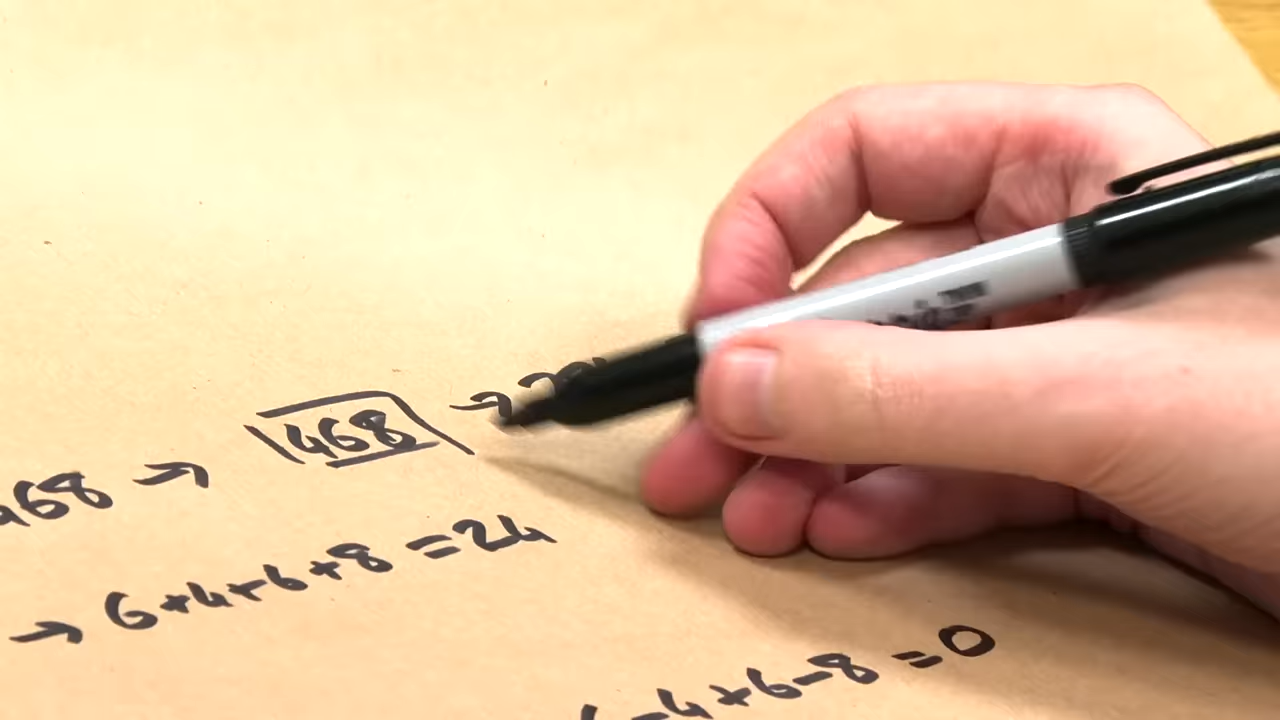 468 → 468 →
→ 6+4+6+8=24
-4+6-8=0